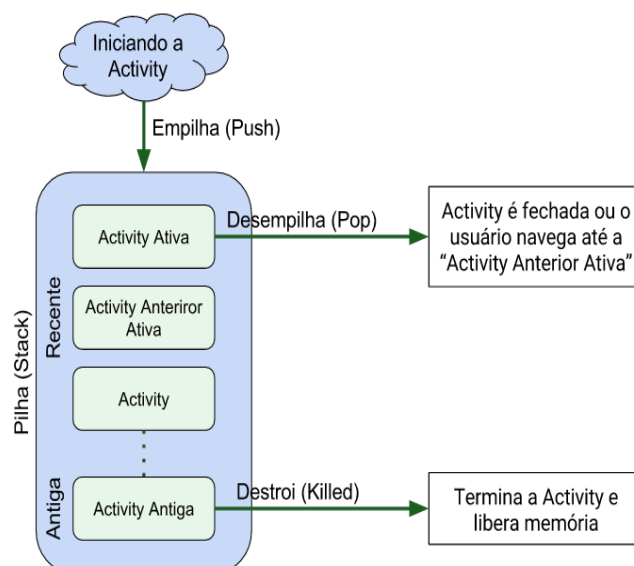 Iniciando a
Activity
Empilha (Push)
Pilha (Stack)
Recente
Antiga
Activity Ativa
Desempilha (Pop)
Activity é fechada ou o
usuário navega até a
“Activity Anterior Ativa”
Activity Anteriror
Ativa
Activity
Activity Antiga
Destroi (Killed)
Termina a Activity e
libera memória